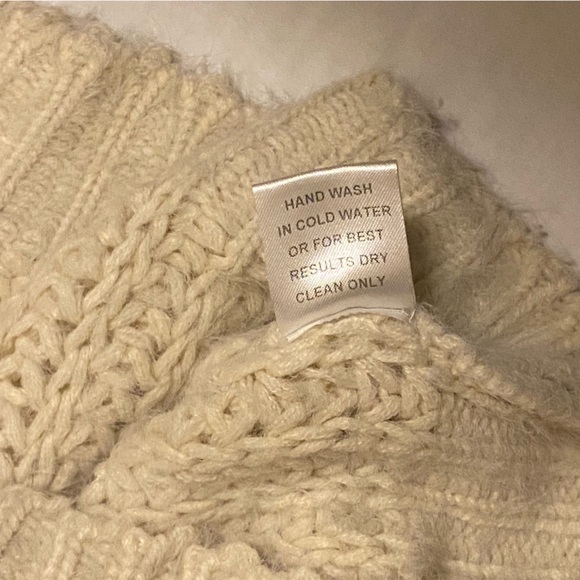 HAND WASH
IN COLD WATER
OR FOR BEST
RESULTS DRY
CLEAN ONLY